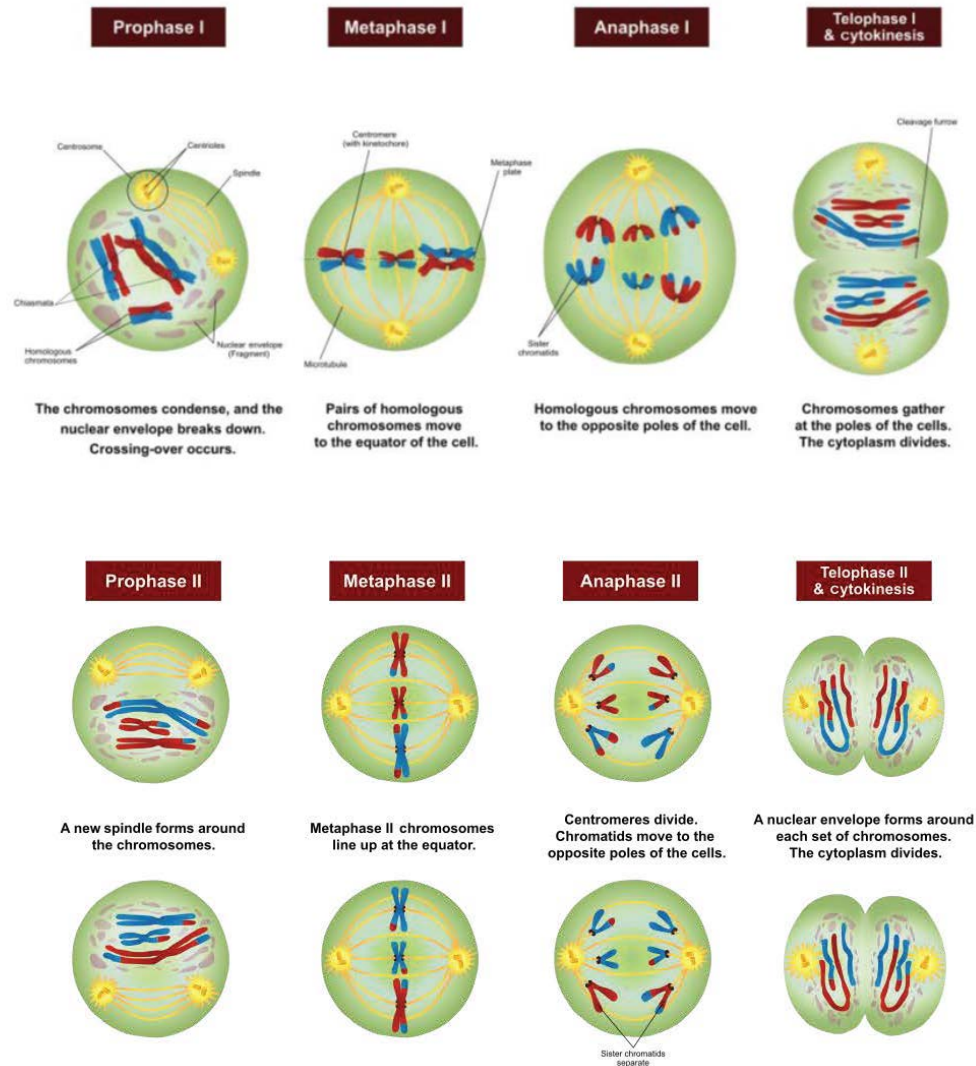 Prophase I
Metaphase I
Anaphase I
Telophase I
& cytokinesis
Cleavage furrow
Centrosome
Centrioles
Spindle
Centromere
(with kinetochore)
Metaphase
plate
Chiasmata
Homologous
chromosomes
Nuclear envelope
(Fragment)
Microtubule
Sister
chromatids
The chromosomes condense, and the
nuclear envelope breaks down.
Crossing-over occurs.
Pairs of homologous
chromosomes move
to the equator of the cell.
Homologous chromosomes move
to the opposite poles of the cell.
Chromosomes gather
at the poles of the cells.
The cytoplasm divides.
Prophase II
Metaphase II
Anaphase II
Telophase II
& cytokinesis
A new spindle forms around
the chromosomes.
Metaphase II chromosomes
line up at the equator.
Centromeres divide.
Chromatids move to the
opposite poles of the cells.
A nuclear envelope forms around
each set of chromosomes.
The cytoplasm divides.
Sister chromatids
separate